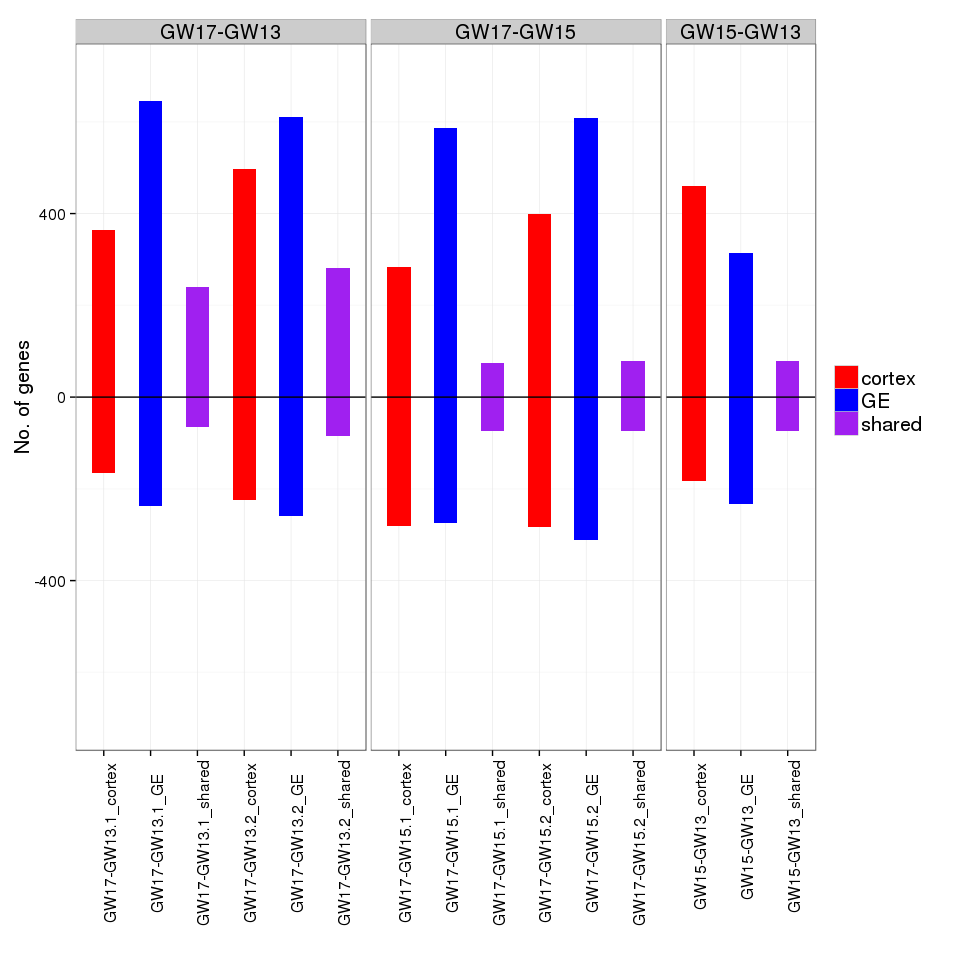 GW17-GW13
GW17-GW15
GW15-GW13
No. of genes
400
0
-400
cortex
GE
shared
GW17-GW13.1_cortex
GW17-GW13.1_GE
GW17-GW13.1_shared
GW17-GW13.2_cortex
GW17-GW13.2_GE
GW17-GW13.2_shared
GW17-GW15.1_cortex
GW17-GW15.1_GE
GW17-GW15.1_shared
GW17-GW15.2_cortex
GW17-GW15.2_GE
GW17-GW15.2_shared
GW15-GW13_cortex
GW15-GW13_GE
GW15-GW13_shared